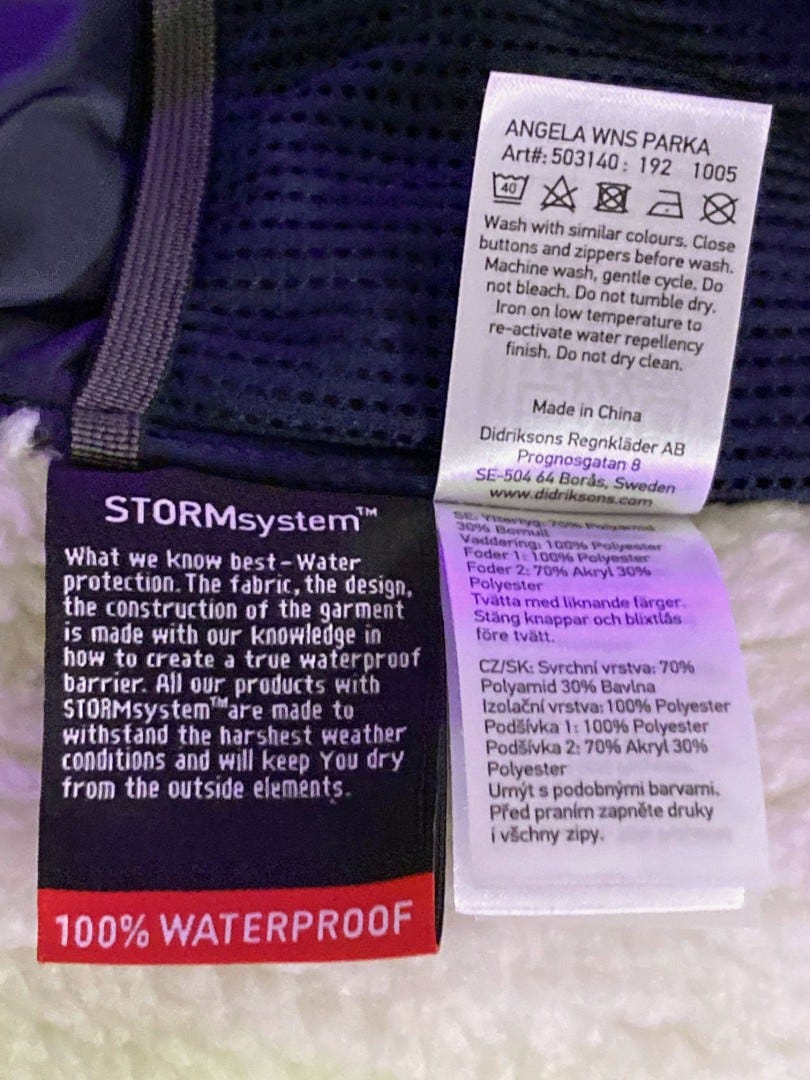 ANGELA WNS PARKA
Art#: 503140: 192 1005
40
Wash with similar colours. Close
buttons and zippers before wash.
Machine wash, gentle cycle. Do
not bleach. Do not tumble dry.
Iron on low temperature to
re-activate water repellency
finish. Do not dry clean.
Made in China
Didriksons Regnkläder AB
Prognosgatan 8
SE-504 64 Borås, Sweden
www.didriksons.com
STORMsystem™
What we know best-Water
protection. The fabric, the design,
the construction of the garment
is made with our knowledge in
how to create a true waterproof
barrier. All our products with
STORMsystem™are made to
withstand the harshest weather
conditions and will keep You dry
from the outside elements.
100% WATERPROOF
SE: Yttertyg: 70% Polyamid
30% Bomull
Vaddering: 100% Polyester
Foder 1: 100% Polyester
Foder 2: 70% Akryl 30%
Polyester
Tvätta med liknande färger.
Stäng knappar och blixtlås
före tvätt.
CZ/SK: Svrchní vrstva: 70%
Polyamid 30% Bavlna
Izolační vrstva: 100% Polyester
Podšívka 1: 100% Polyester
Podšívka 2: 70% Akryl 30%
Polyester
Umýt s podobnými barvami.
Před praním zapněte druky
i všchny zipy.